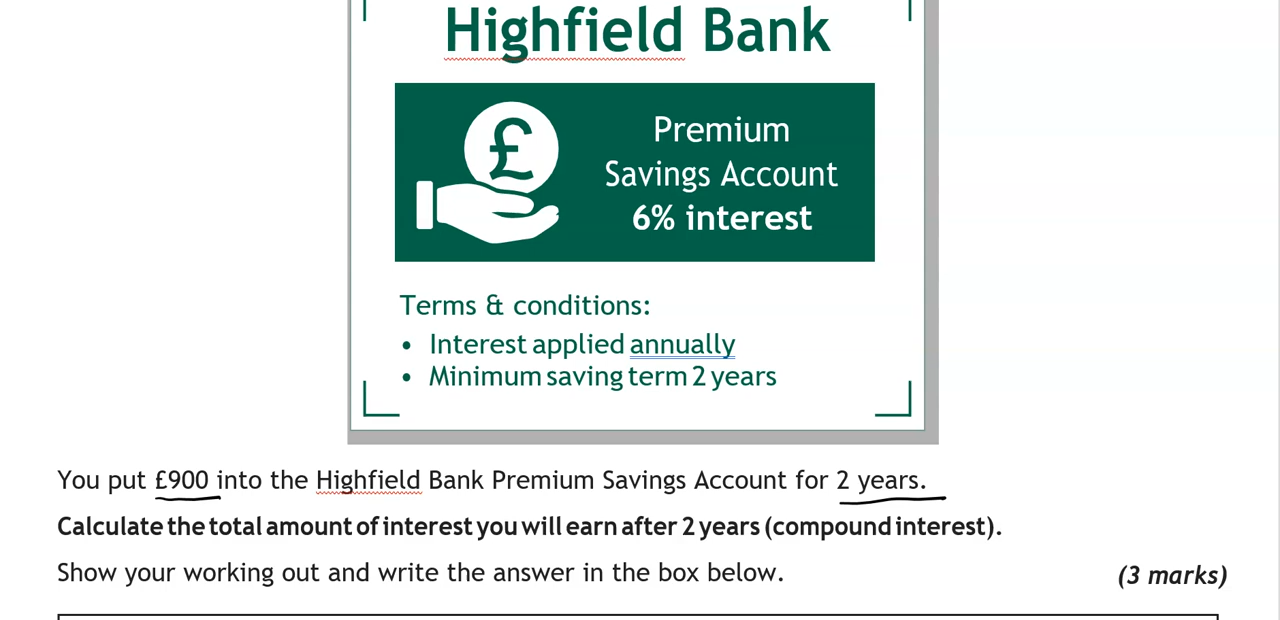 Highfield Bank
£
Premium
Savings Account
6% interest
Terms & conditions:
• Interest applied annually
• Minimum saving term 2 years
You put £900 into the Highfield Bank Premium Savings Account for 2 years.
Calculate the total amount of interest you will earn after 2 years (compound interest).
Show your working out and write the answer in the box below.
(3 marks)